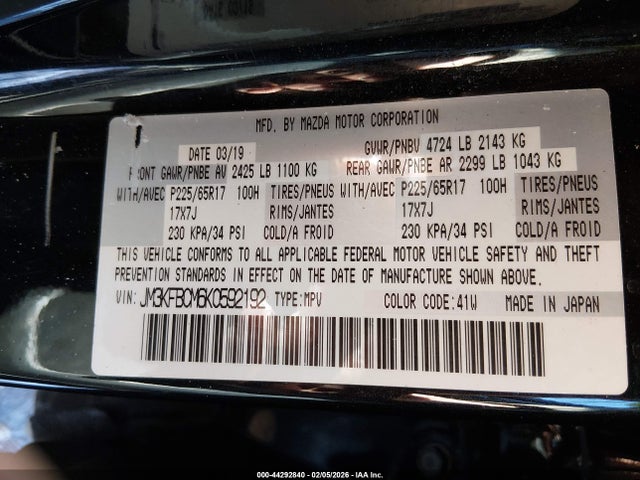 MFD. BY MAZDA MOTOR CORPORATION
DATE 03/19 GVWR/PNBV 4724 LB 2143 KG
FRONT GAWR/PNBE AV 2425 LB 1100 KG REAR GAWR/PNBE AR 2299 LB 1043 KG
WITH/AVEC P225/65R17 100H TIRES/PNEUS WITH/AVEC P225/65R17 100H TIRES/PNEUS
17X7J RIMS/JANTES 17X7J RIMS/JANTES
230 KPA/34 PSI COLD/A FROID 230 KPA/34 PSI COLD/A FROID
THIS VEHICLE CONFORMS TO ALL APPLICABLE FEDERAL MOTOR VEHICLE SAFETY AND THEFT
PREVENTION STANDARDS IN EFFECT ON THE DATE OF MANUFACTURE SHOWN ABOVE.
VIN: JM3KFBCM6K0592192 TYPE:MPV COLOR CODE:41W MADE IN JAPAN
000-44292840 - 02/05/2026 - IAA Inc.